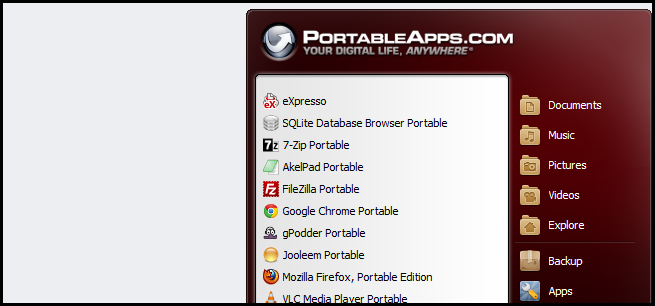 PORTABLEAPPS.COM
YOUR DIGITAL LIFE, ANYWHERE®
eXpresso
SQLite Database Browser Portable
7-Zip Portable
AkelPad Portable
FileZilla Portable
Google Chrome Portable
gPodder Portable
Jooleem Portable
Mozilla Firefox, Portable Edition
VLC Media Player Portable
Documents
Music
Pictures
Videos
Explore
Backup
Apps